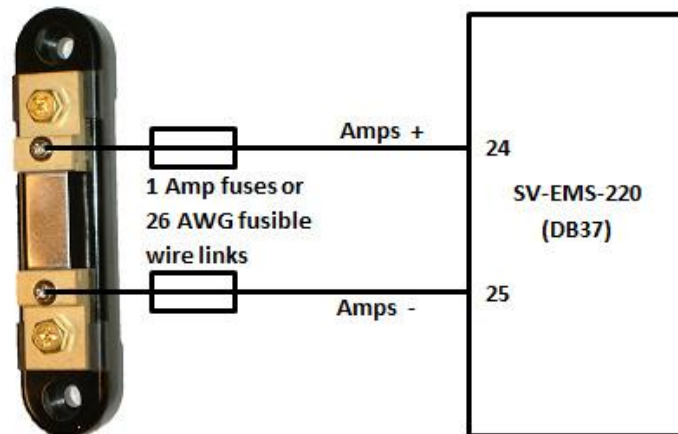 Amps +
24
1 Amp fuses or
26 AWG fusible
wire links
SV-EMS-220
(DB37)
Amps -
25